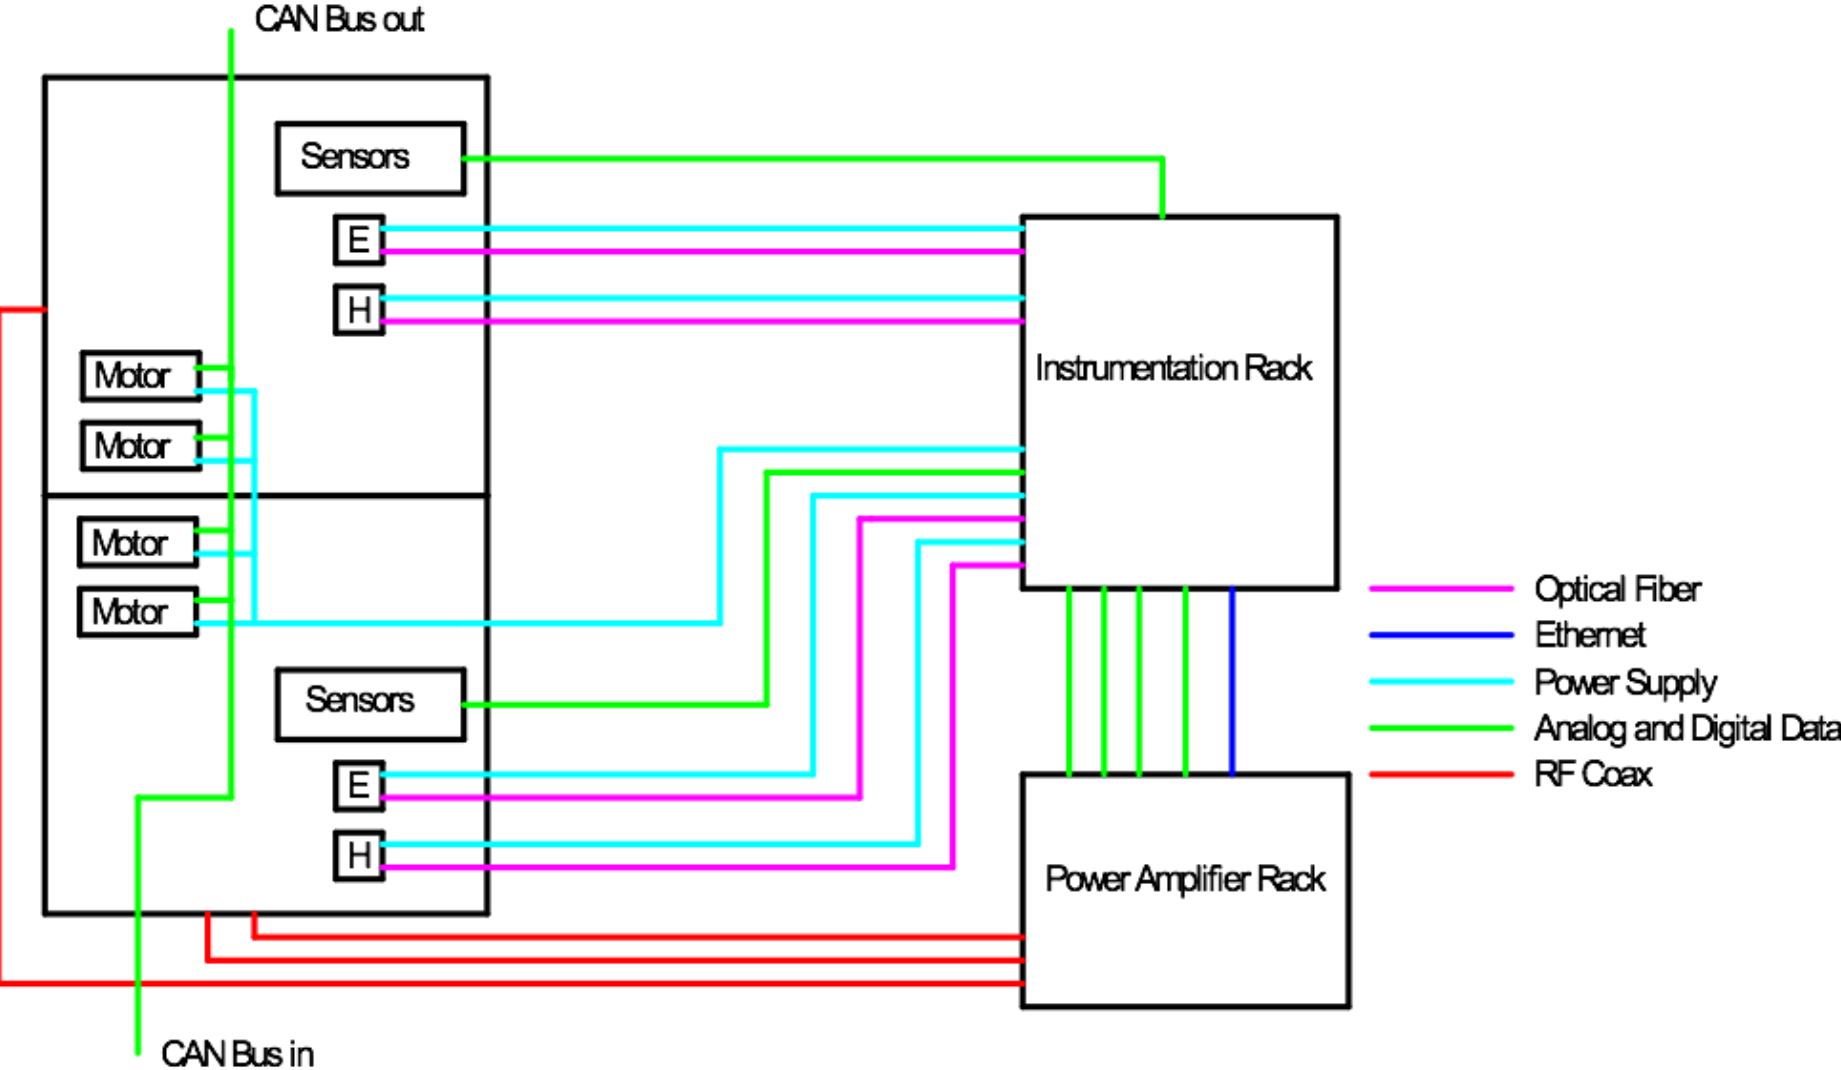 CAN Bus out
Sensors
E
H
Motor
Motor
Instrumentation Rack
Motor
Motor
Sensors
E
H
Optical Fiber
Ethernet
Power Supply
Analog and Digital Data
RF Coax
Power Amplifier Rack
CAN Bus in